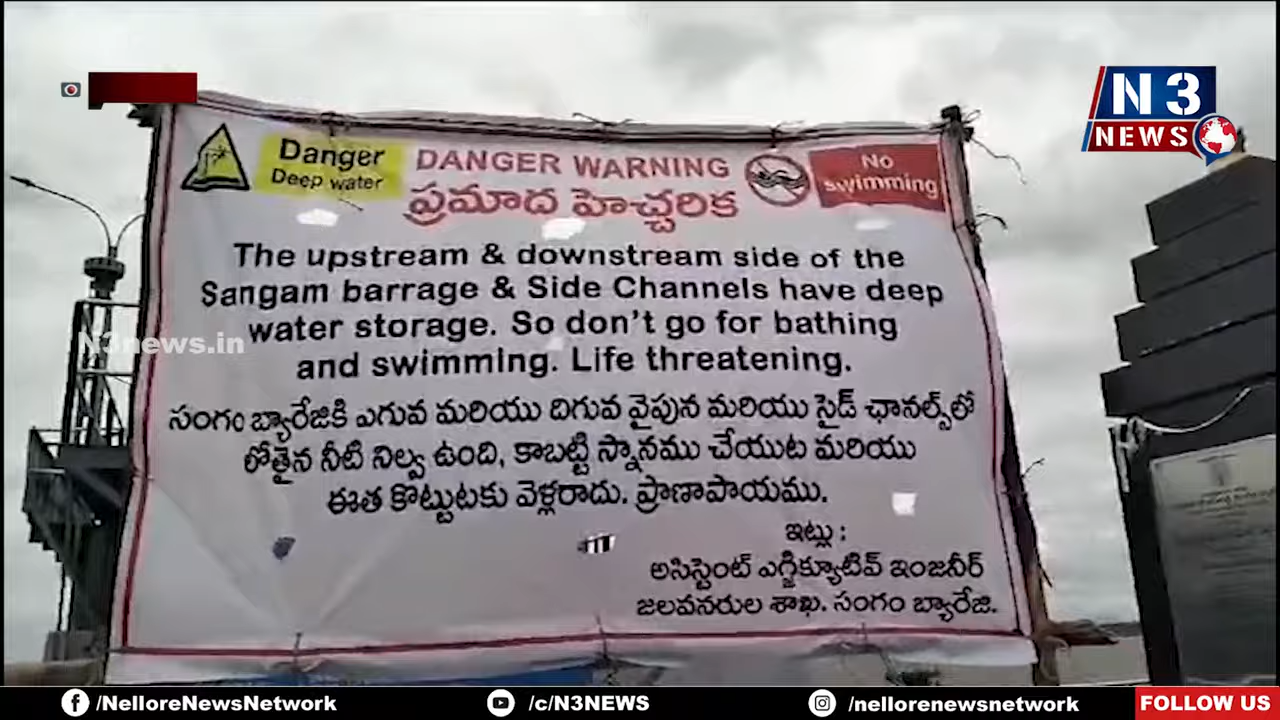 N3 NEWS
Danger
Deep water
DANGER WARNING
ప్రమాద హెచ్చరిక
No swimming
The upstream & downstream side of the
Sangam barrage & Side Channels have deep
water storage. So don't go for bathing
and swimming. Life threatening.
N3news.in
సంగం బ్యారేజికి ఎగువ మరియు దిగువ వైపున మరియు సైడ్ ఛానల్స్‌లో
లోతైన నీటి నిల్వ ఉంది, కాబట్టి స్నానము చేయుట మరియు
ఈత కొట్టుటకు వెళ్లరాదు. ప్రాణాపాయము.
ఇట్లు :
అసిస్టెంట్ ఎగ్జిక్యూటివ్ ఇంజనీర్
జలవనరుల శాఖ. సంగం బ్యారేజి.
/NelloreNewsNetwork
/c/N3NEWS
/nellorenewsnetwork
FOLLOW US